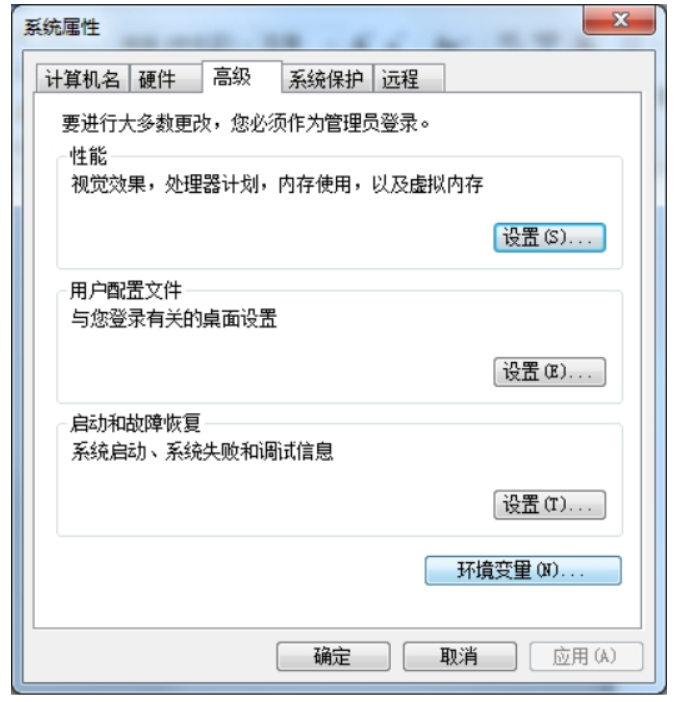 系统属性
计算机名 硬件 高级 系统保护 远程
要进行大多数更改，您必须作为管理员登录。
性能
视觉效果，处理器计划，内存使用，以及虚拟内存
设置(S)...
用户配置文件
与您登录有关的桌面设置
设置(E)...
启动和故障恢复
系统启动、系统失败和调试信息
设置(T)...
环境变量(N)...
确定 取消 应用(A)